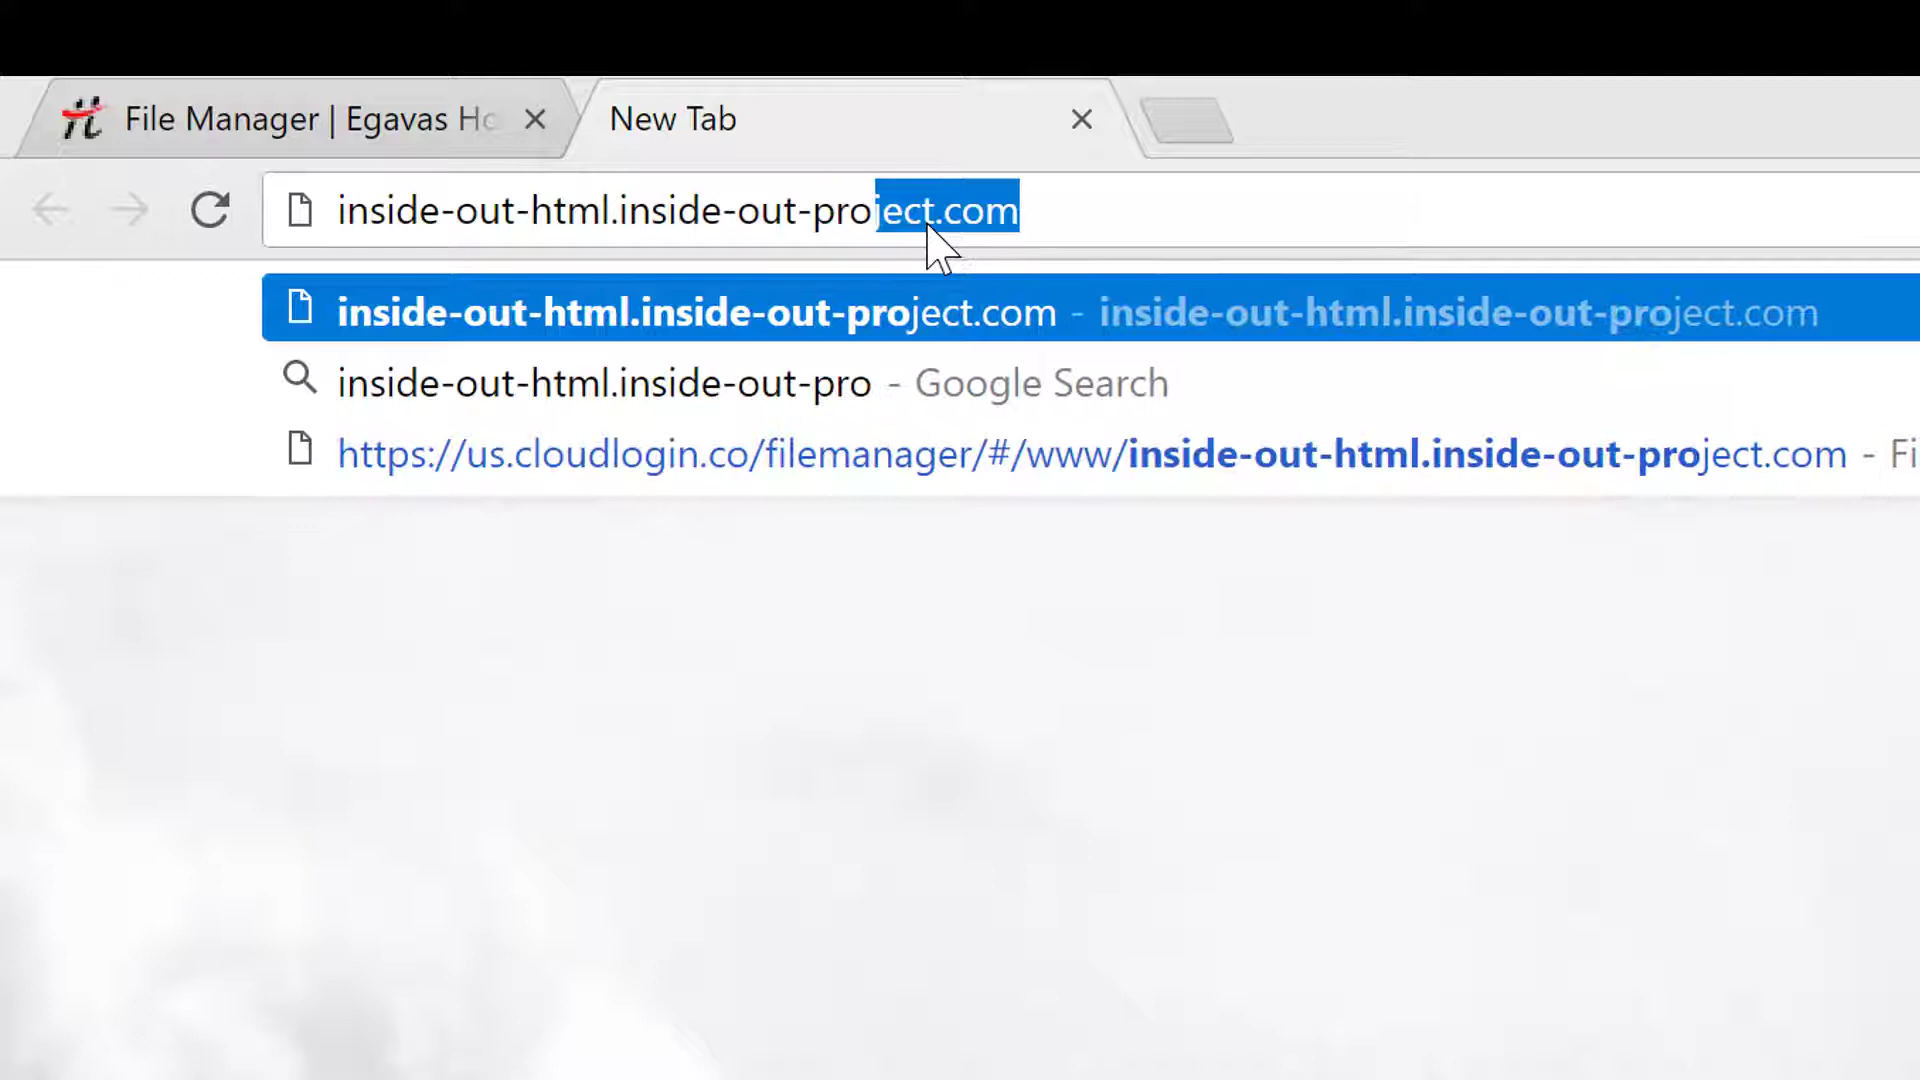 File Manager | Egavas Ho
New Tab
inside-out-html.inside-out-project.com
inside-out-html.inside-out-project.com - inside-out-html.inside-out-project.com
inside-out-html.inside-out-pro - Google Search
https://us.cloudlogin.co/filemanager/#/www/inside-out-html.inside-out-project.com - Fi